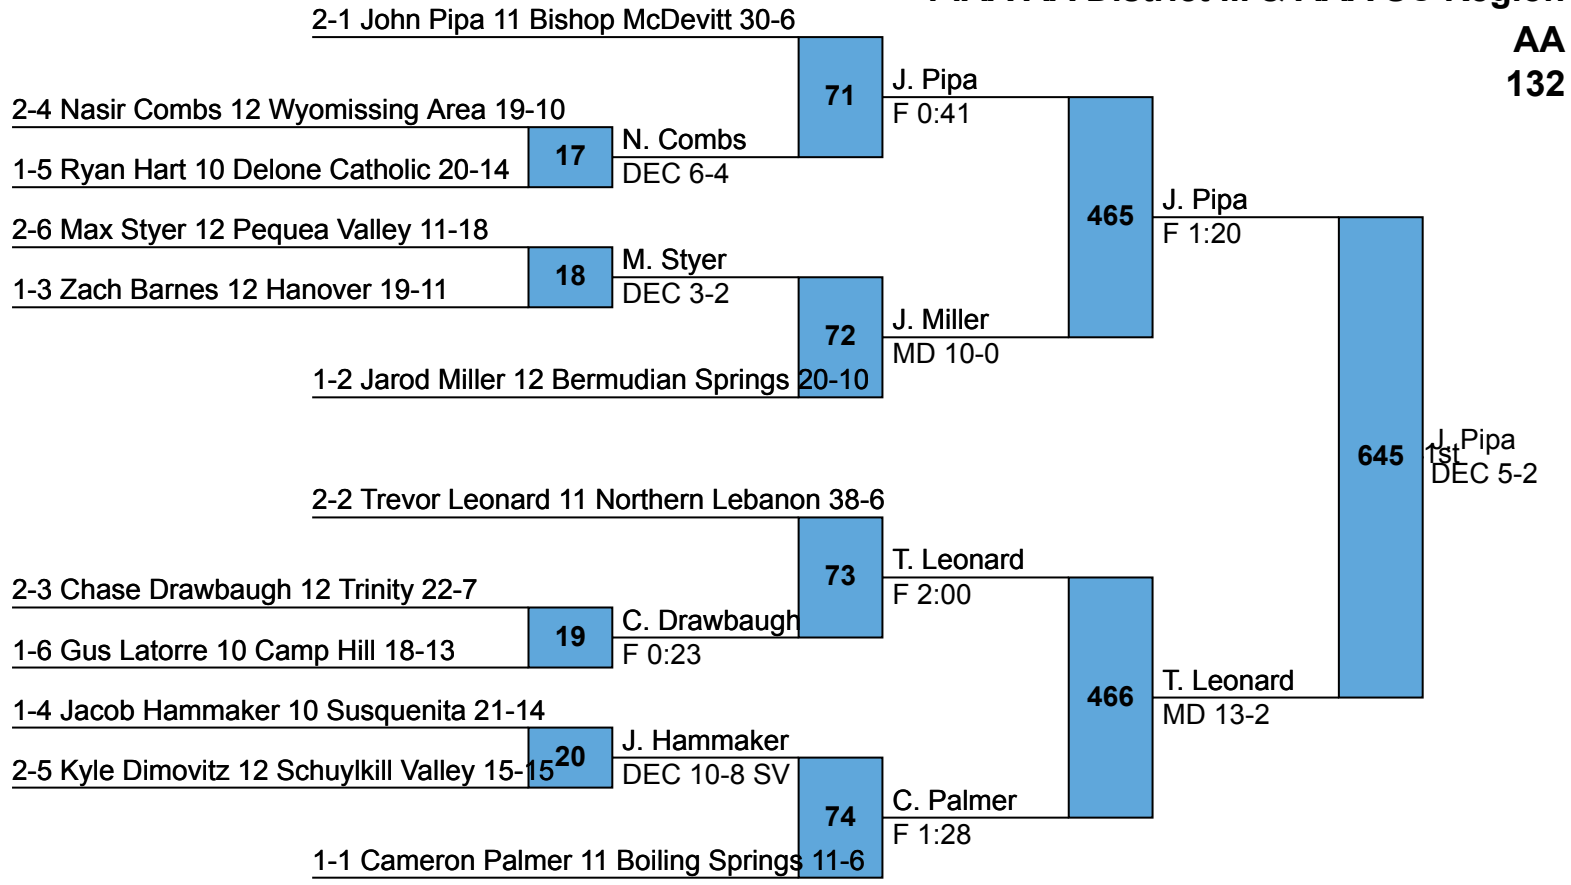 AA
132
2-1 John Pipa 11 Bishop McDevitt 30-6
71
J. Pipa
F 0:41
2-4 Nasir Combs 12 Wyomissing Area 19-10
17
N. Combs
DEC 6-4
1-5 Ryan Hart 10 Delone Catholic 20-14
465
J. Pipa
F 1:20
2-6 Max Styer 12 Pequea Valley 11-18
18
M. Styer
DEC 3-2
1-3 Zach Barnes 12 Hanover 19-11
72
J. Miller
MD 10-0
1-2 Jarod Miller 12 Bermudian Springs 20-10
645
J. Pipa
1st
DEC 5-2
2-2 Trevor Leonard 11 Northern Lebanon 38-6
73
T. Leonard
F 2:00
2-3 Chase Drawbaugh 12 Trinity 22-7
19
C. Drawbaugh
F 0:23
1-6 Gus Latorre 10 Camp Hill 18-13
466
T. Leonard
MD 13-2
1-4 Jacob Hammaker 10 Susquenita 21-14
20
J. Hammaker
DEC 10-8 SV
2-5 Kyle Dimovitz 12 Schuylkill Valley 15-15
74
C. Palmer
F 1:28
1-1 Cameron Palmer 11 Boiling Springs 11-6